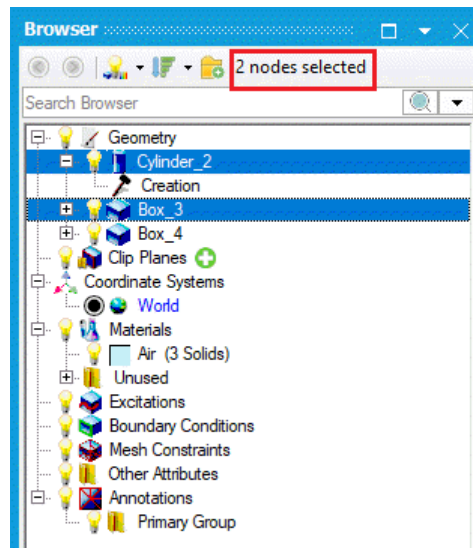 Browser
2 nodes selected
Search Browser
Geometry
Cylinder_2
Creation
Box_3
Box_4
Clip Planes
Coordinate Systems
World
Materials
Air (3 Solids)
Unused
Excitations
Boundary Conditions
Mesh Constraints
Other Attributes
Annotations
Primary Group